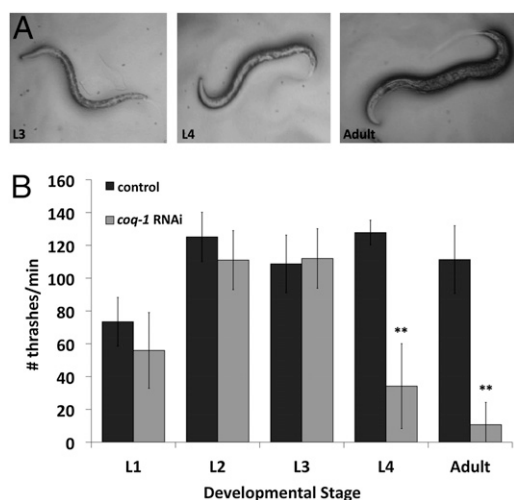 A
L3
L4
Adult
B
# thrashes/min
160
140
120
100
80
60
40
20
0
control
coq-1 RNAi
**
**
L1
L2
L3
L4
Adult
Developmental Stage